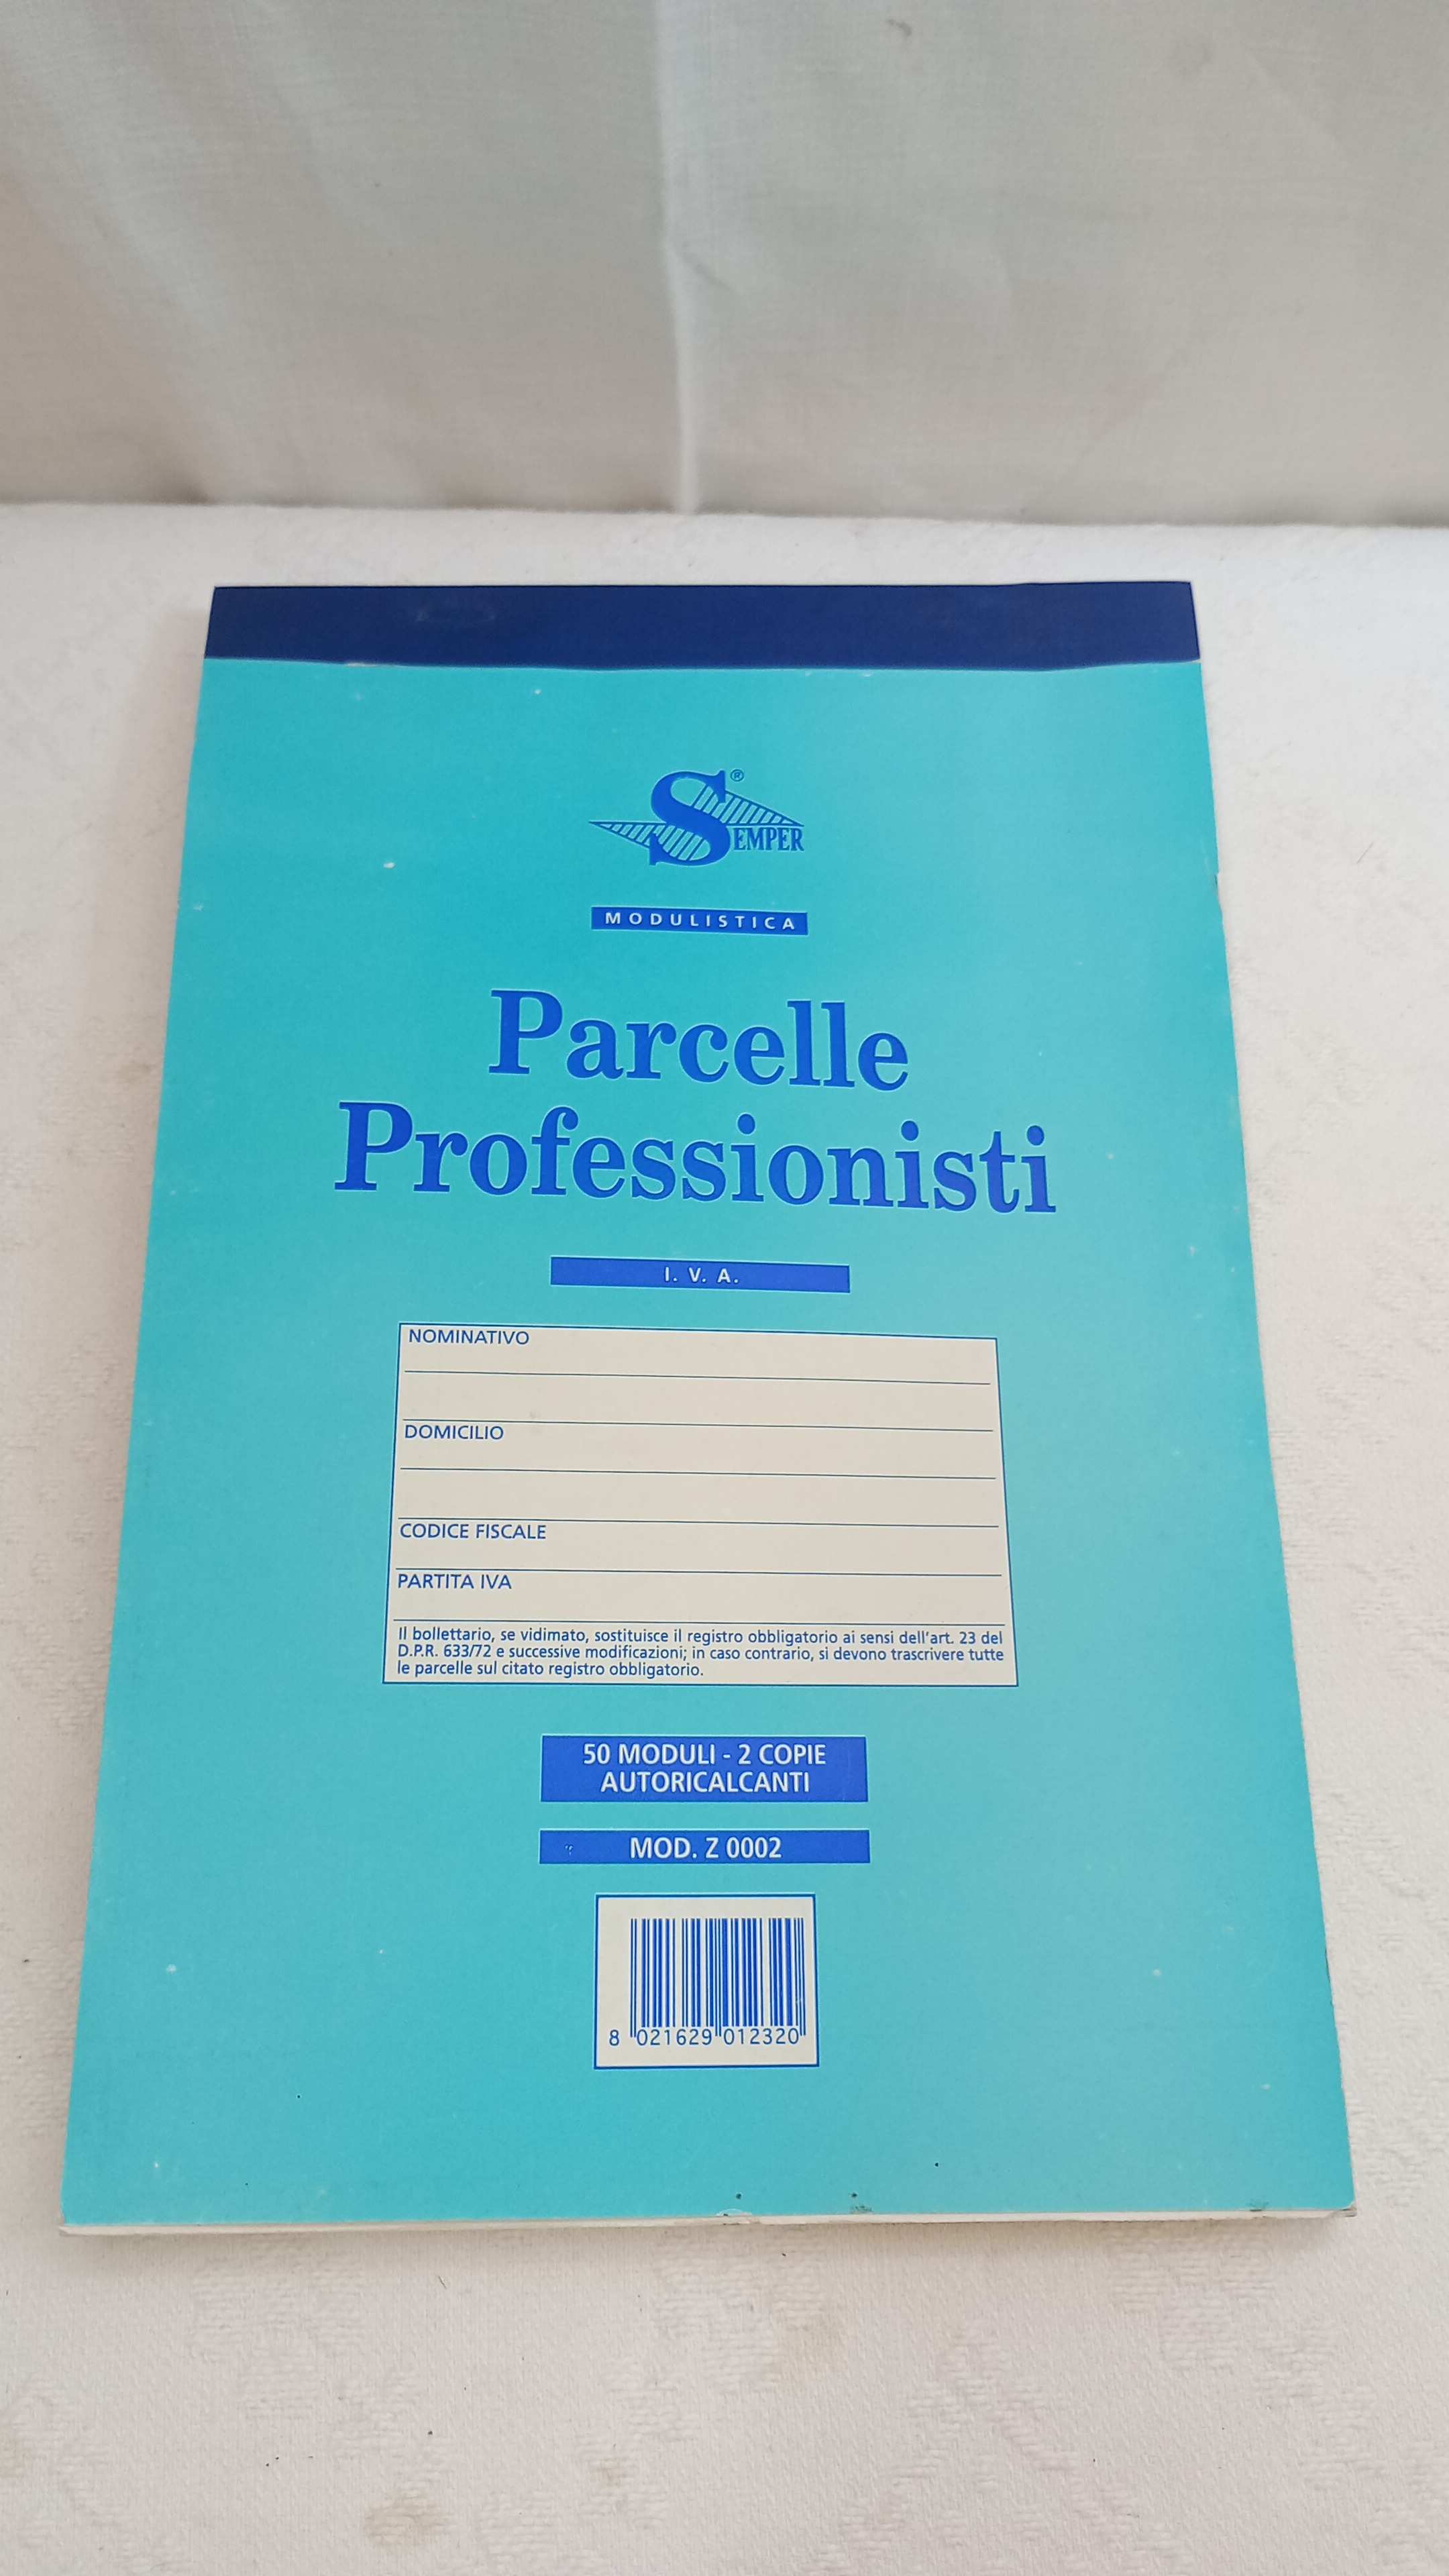 SEMPER®
MODULISTICA
Parcelle
Professionisti
I. V. A.
NOMINATIVO
DOMICILIO
CODICE FISCALE
PARTITA IVA
Il bollettario, se vidimato, sostituisce il registro obbligatorio ai sensi dell'art. 23 del
D.P.R. 633/72 e successive modificazioni; in caso contrario, si devono trascrivere tutte
le parcelle sul citato registro obbligatorio.
50 MODULI - 2 COPIE
AUTORICALCANTI
MOD. Z 0002
8 021629 012320